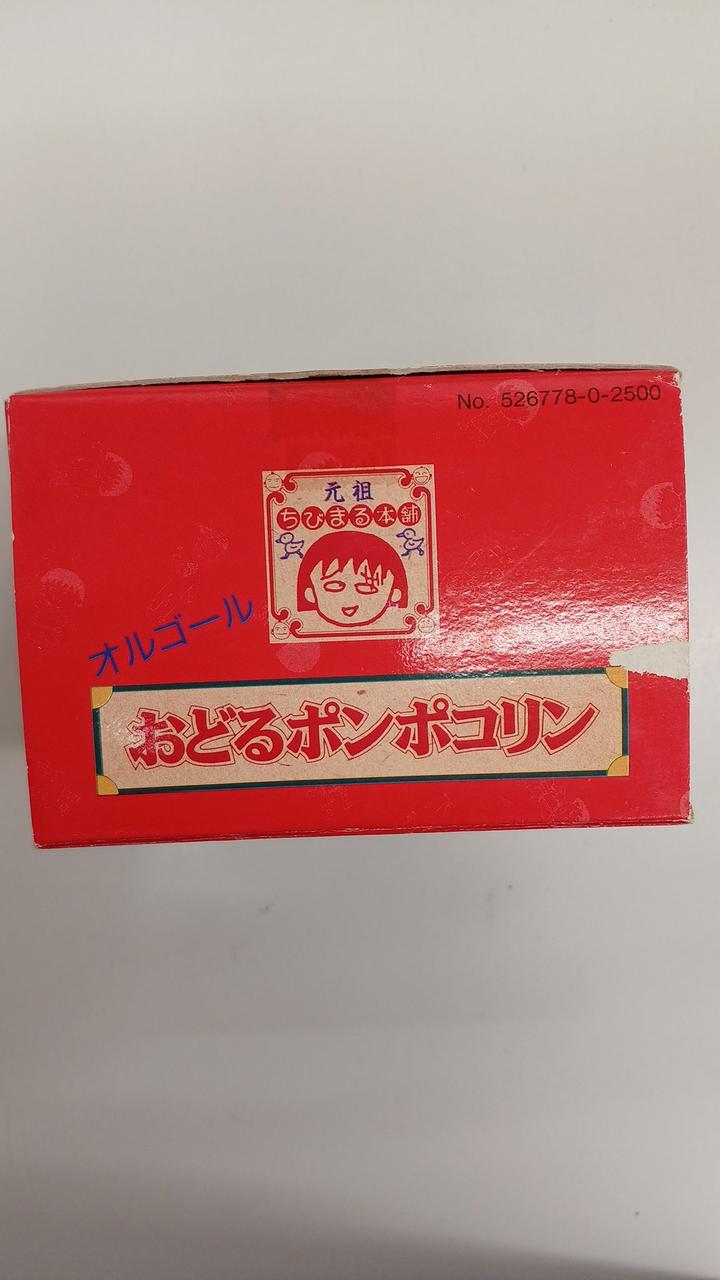 No. 526778-0-2500
元祖
ちびまる本舗
オルゴール
おどるポンポコリン